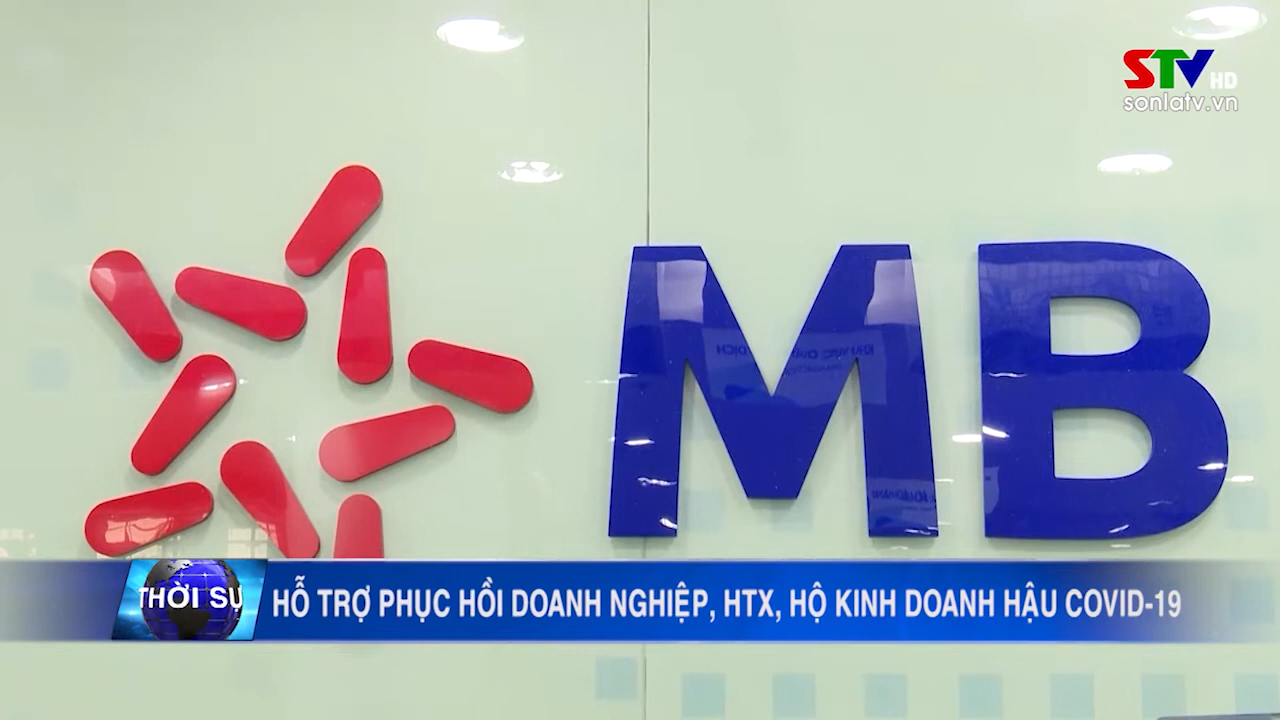 STV HD
sonlatv.vn
MB
THỜI SỰ
HỖ TRỢ PHỤC HỒI DOANH NGHIỆP, HTX, HỘ KINH DOANH HẬU COVID-19